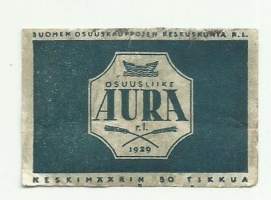 SUOMEN OSUUSKAUPPOJEN KESKUSKUNTA R.L.
OSUUSLIIKE
AURA
r.l.
1920
KESKIMÄÄRIN 50 TIKKUA